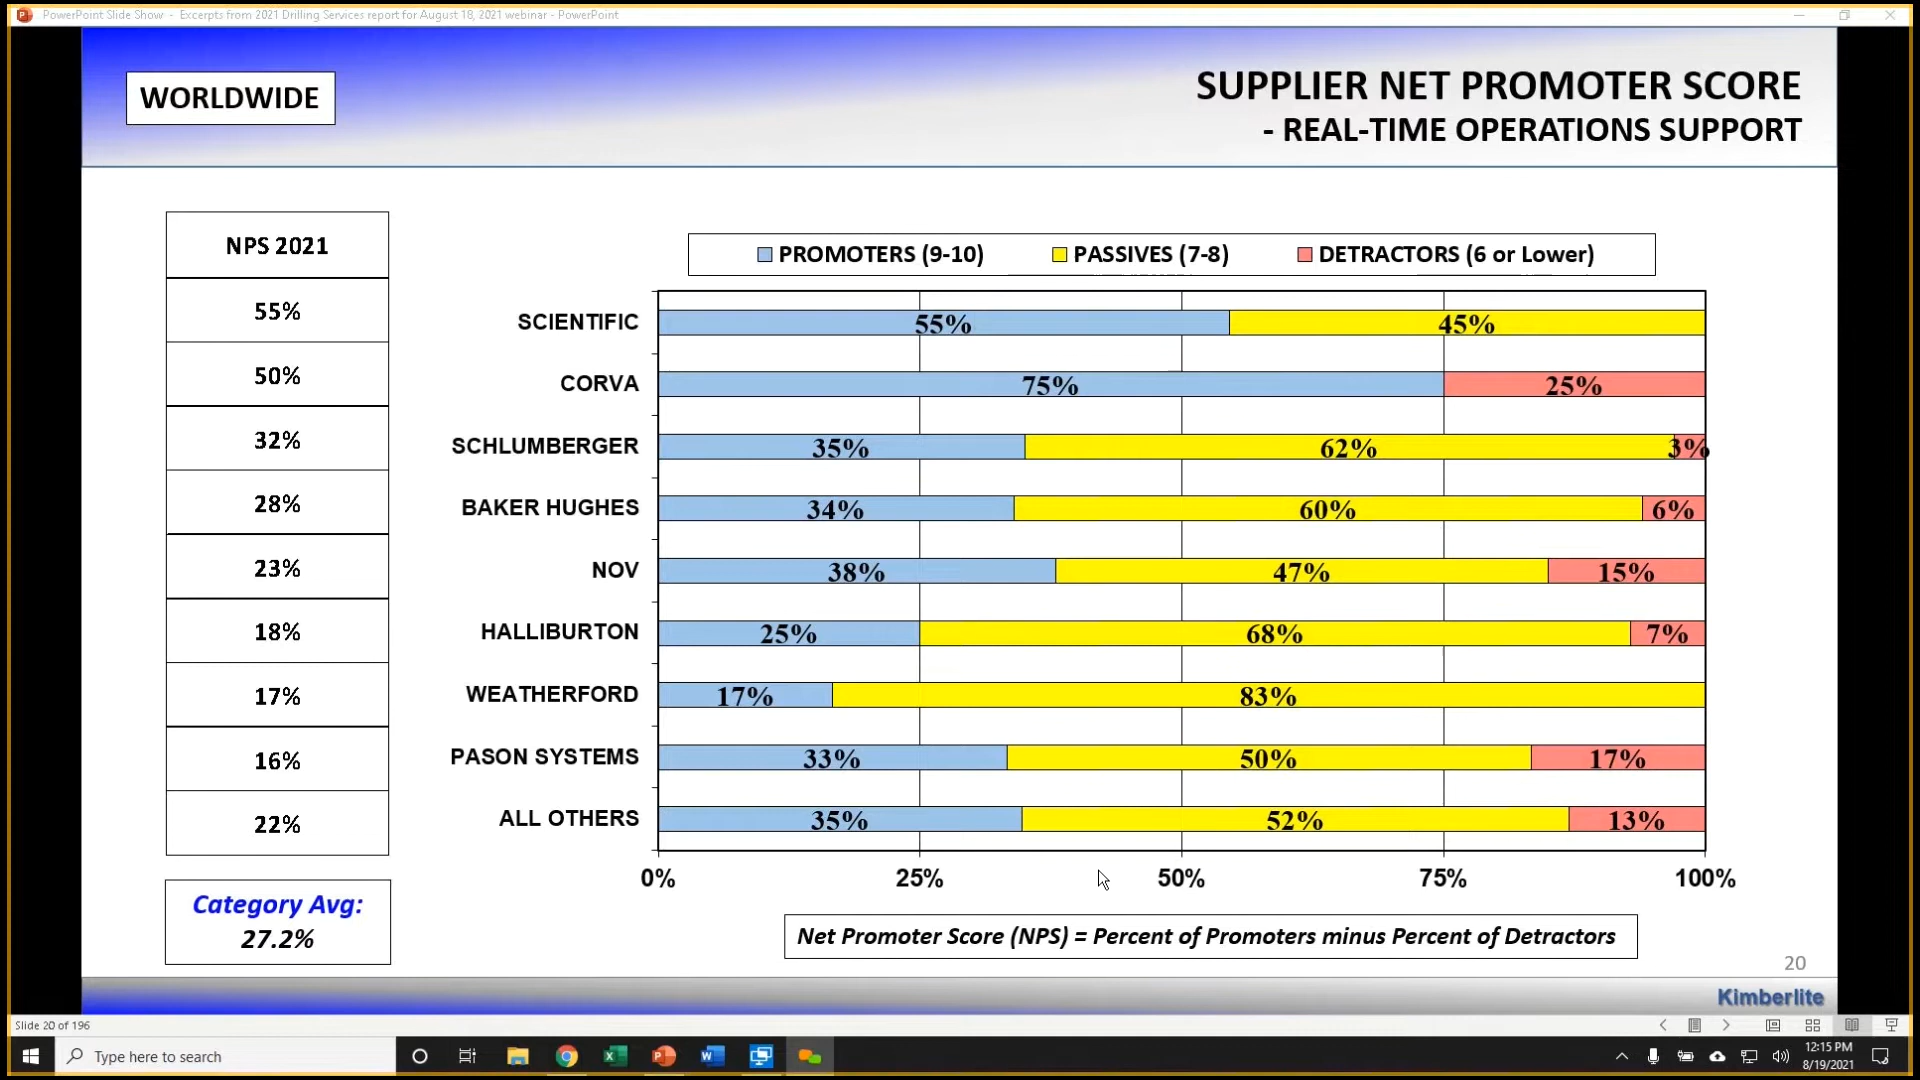 PowerPoint Slide Show - Excerpts from 2021 Drilling Services report for August 18, 2021 webinar - PowerPoint
WORLDWIDE
SUPPLIER NET PROMOTER SCORE
- REAL-TIME OPERATIONS SUPPORT
NPS 2021
55%
50%
32%
28%
23%
18%
17%
16%
22%
Category Avg:
27.2%
PROMOTERS (9-10) PASSIVES (7-8) DETRACTORS (6 or Lower)
SCIENTIFIC 55% 45%
CORVA 75% 25%
SCHLUMBERGER 35% 62% 3%
BAKER HUGHES 34% 60% 6%
NOV 38% 47% 15%
HALLIBURTON 25% 68% 7%
WEATHERFORD 17% 83%
PASON SYSTEMS 33% 50% 17%
ALL OTHERS 35% 52% 13%
0% 25% 50% 75% 100%
Net Promoter Score (NPS) = Percent of Promoters minus Percent of Detractors
20
Kimberlite
Slide 20 of 196
Type here to search
12:15 PM
8/19/2021